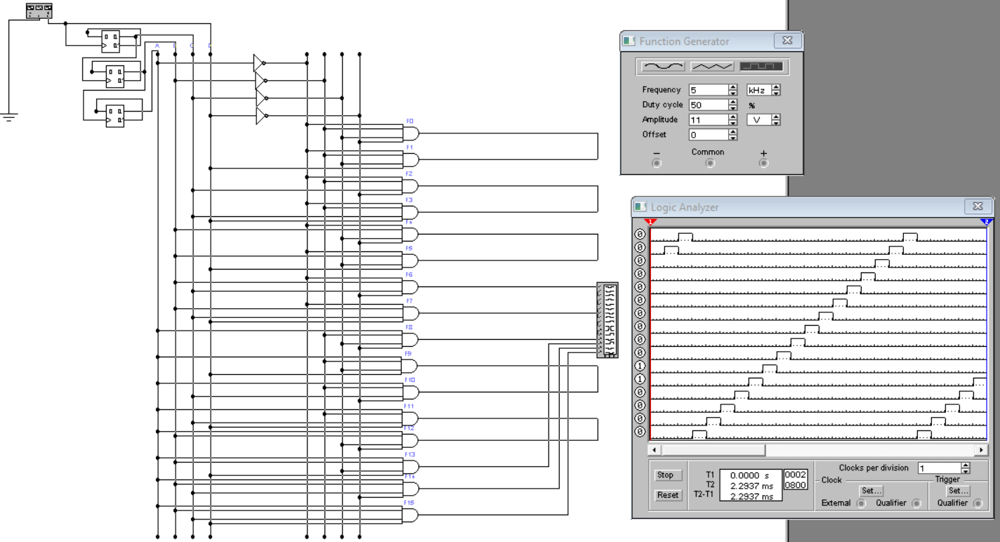 A
C
F0
F1
F2
F3
F4
F5
F6
F7
F8
F9
F10
F11
F12
F13
F14
F15
Function Generator
Frequency 5 kHz
Duty cycle 50 %
Amplitude 11 V
Offset 0
− Common +
Logic Analyzer
1 2
0
0
0
0
0
0
0
0
0
0
1
1
0
0
0
0
Clocks per division 1
Stop
Reset
T1 0.0000 s 0002
T2 2.2937 ms 0800
T2-T1 2.2937 ms
Clock
Set...
External Qualifier
Trigger
Set...
Qualifier